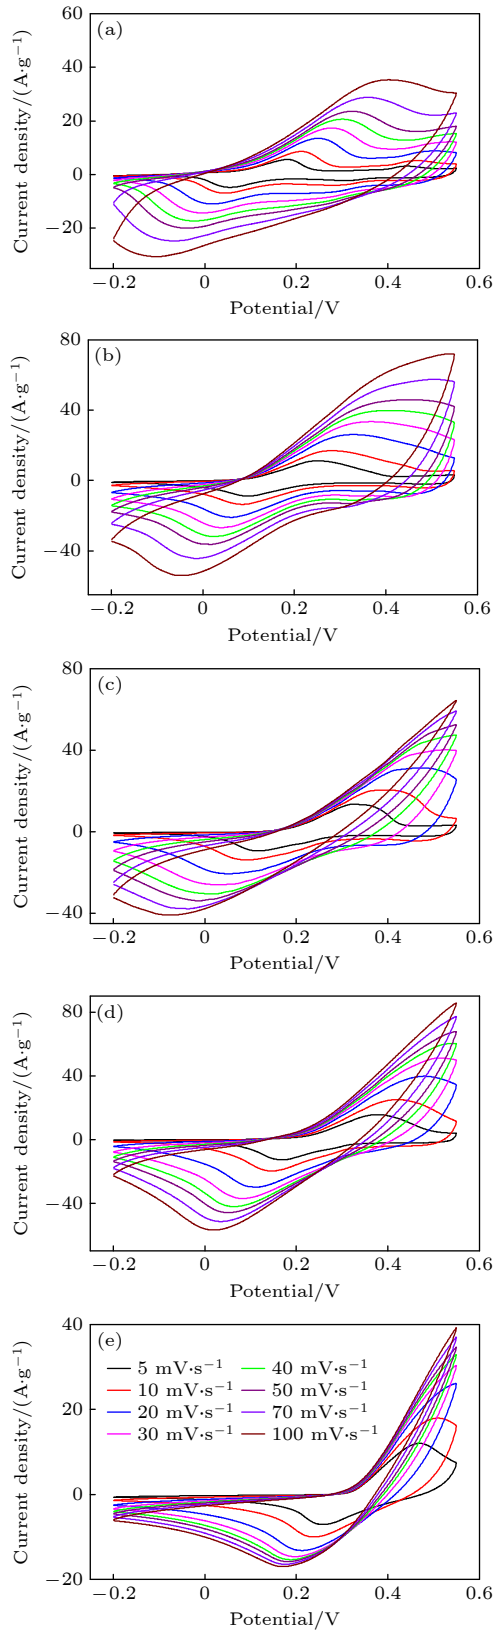 (a)
60
40
20
0
−20
−0.2 0 0.2 0.4 0.6
Potential/V
Current density/(A·g⁻¹)
(b)
80
40
0
−40
−0.2 0 0.2 0.4 0.6
Potential/V
Current density/(A·g⁻¹)
(c)
80
40
0
−40
−0.2 0 0.2 0.4 0.6
Potential/V
Current density/(A·g⁻¹)
(d)
80
40
0
−40
−0.2 0 0.2 0.4 0.6
Potential/V
Current density/(A·g⁻¹)
(e)
40
20
0
−20
5 mV·s⁻¹ 40 mV·s⁻¹
10 mV·s⁻¹ 50 mV·s⁻¹
20 mV·s⁻¹ 70 mV·s⁻¹
30 mV·s⁻¹ 100 mV·s⁻¹
−0.2 0 0.2 0.4 0.6
Potential/V
Current density/(A·g⁻¹)